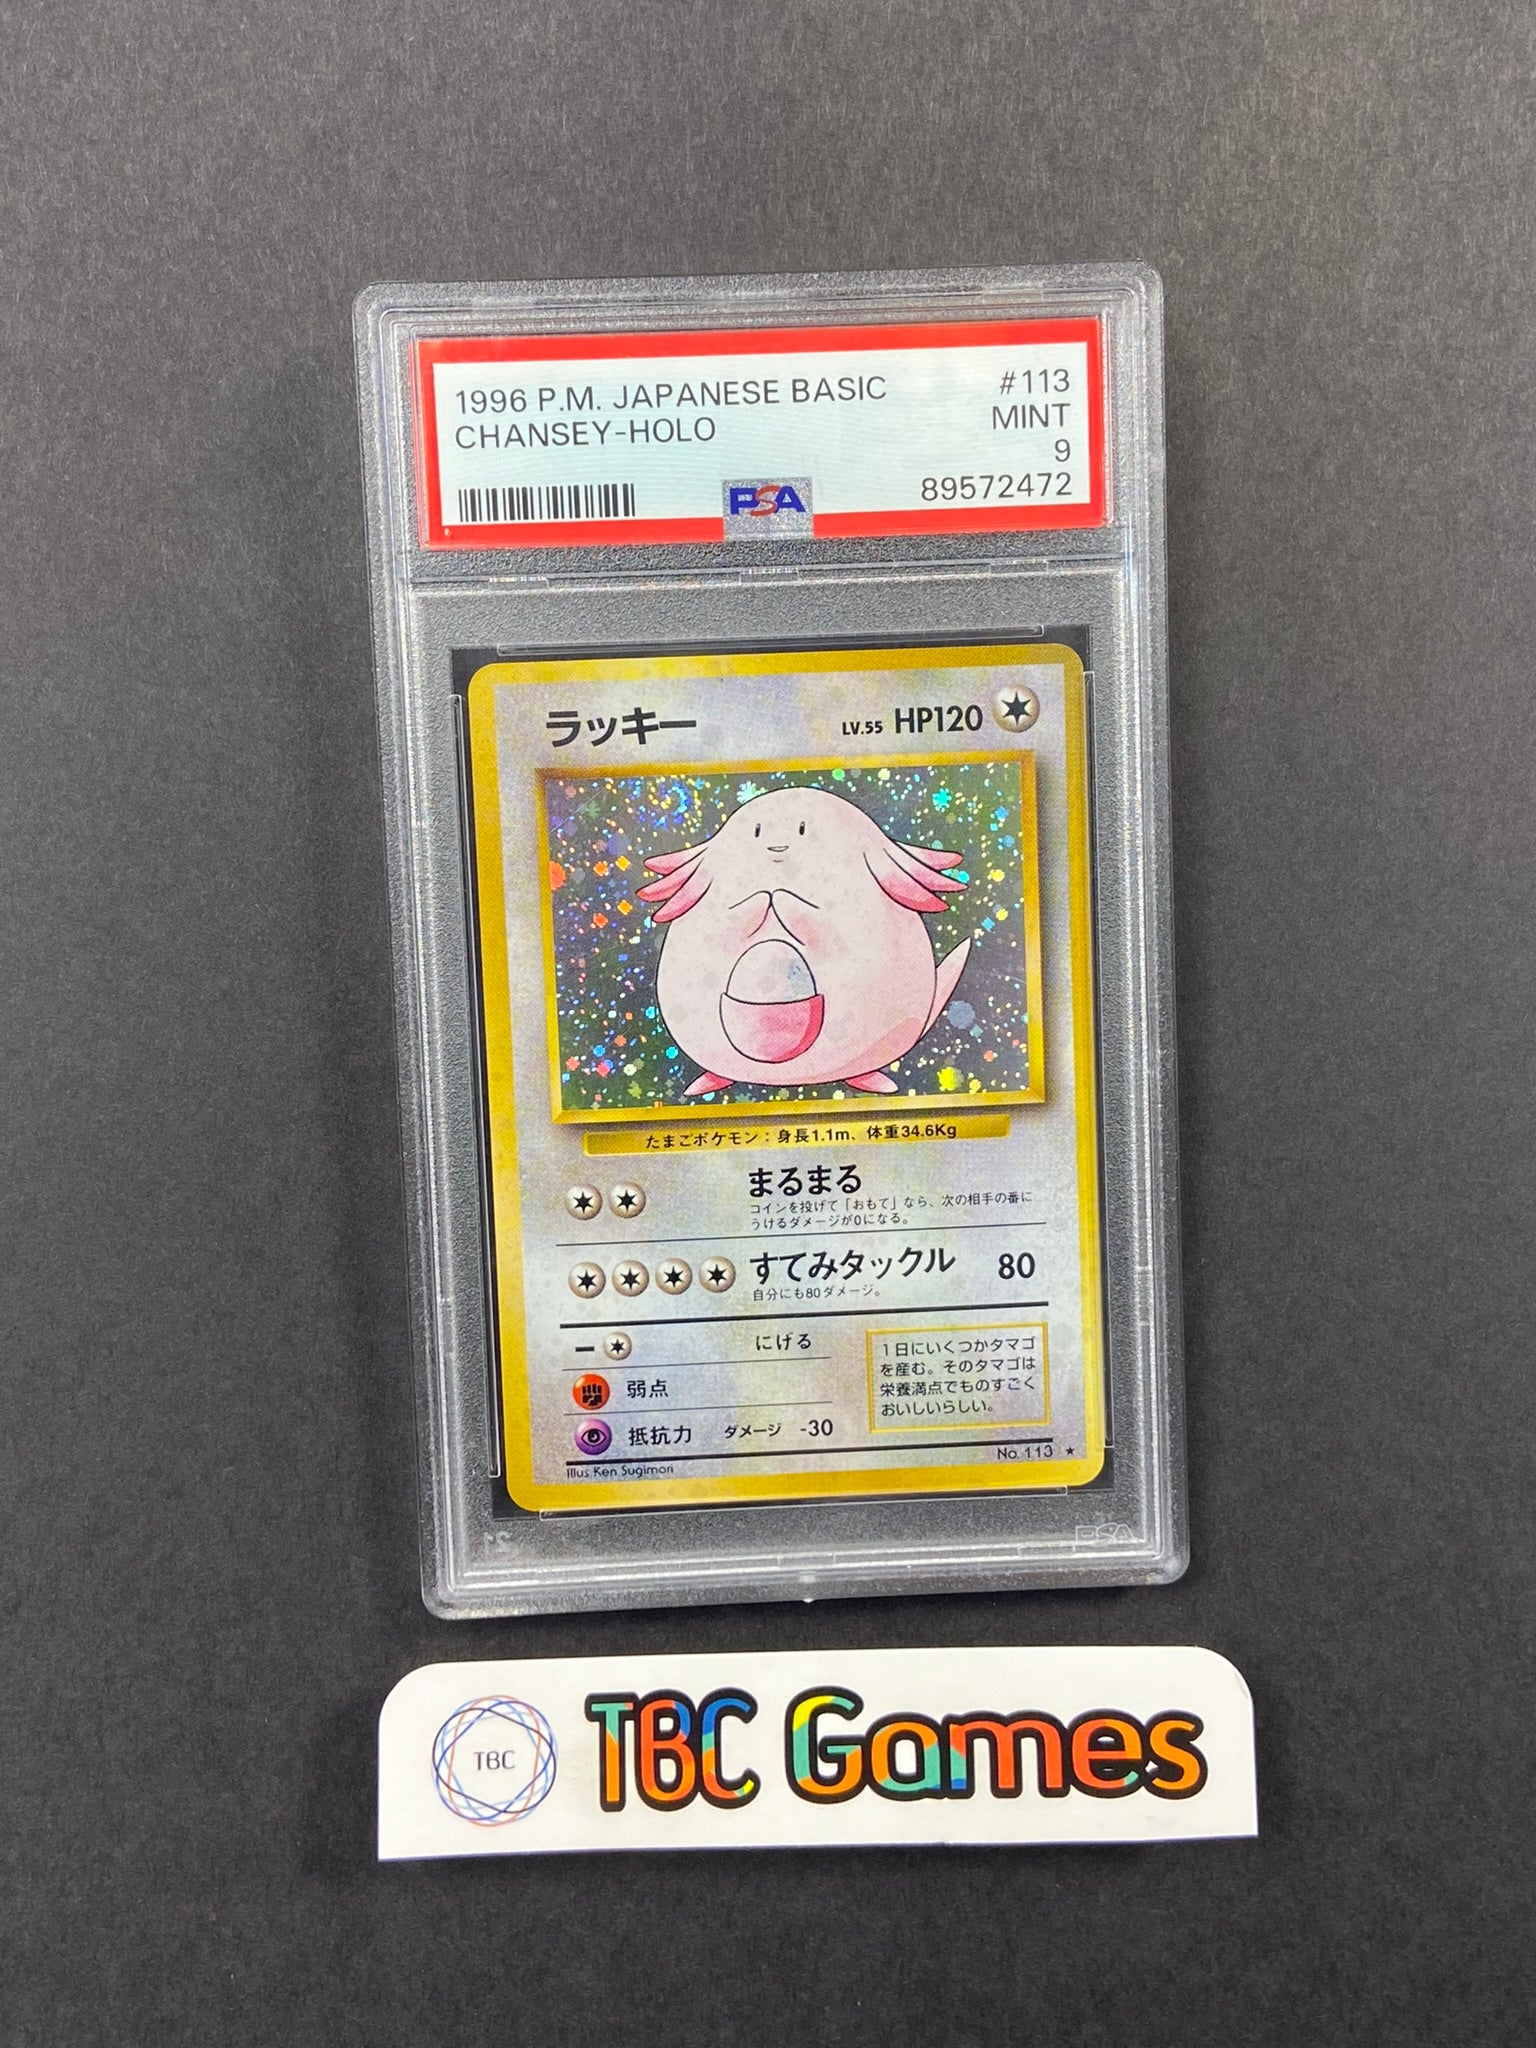 1996 P.M. JAPANESE BASIC #113
CHANSEY-HOLO MINT
9
PSA 89572472
ラッキー LV.55 HP120
たまごポケモン：身長1.1m、体重34.6Kg
まるまる
コインを投げて「おもて」なら、次の相手の番に
うけるダメージが0になる。
すてみタックル 80
自分にも80ダメージ。
にげる
弱点
抵抗力 ダメージ -30
1日にいくつかタマゴ
を産む。そのタマゴは
栄養満点でものすごく
おいしいらしい。
No. 113 ★
Illus. Ken Sugimori
PSA
TBC
TBC Games